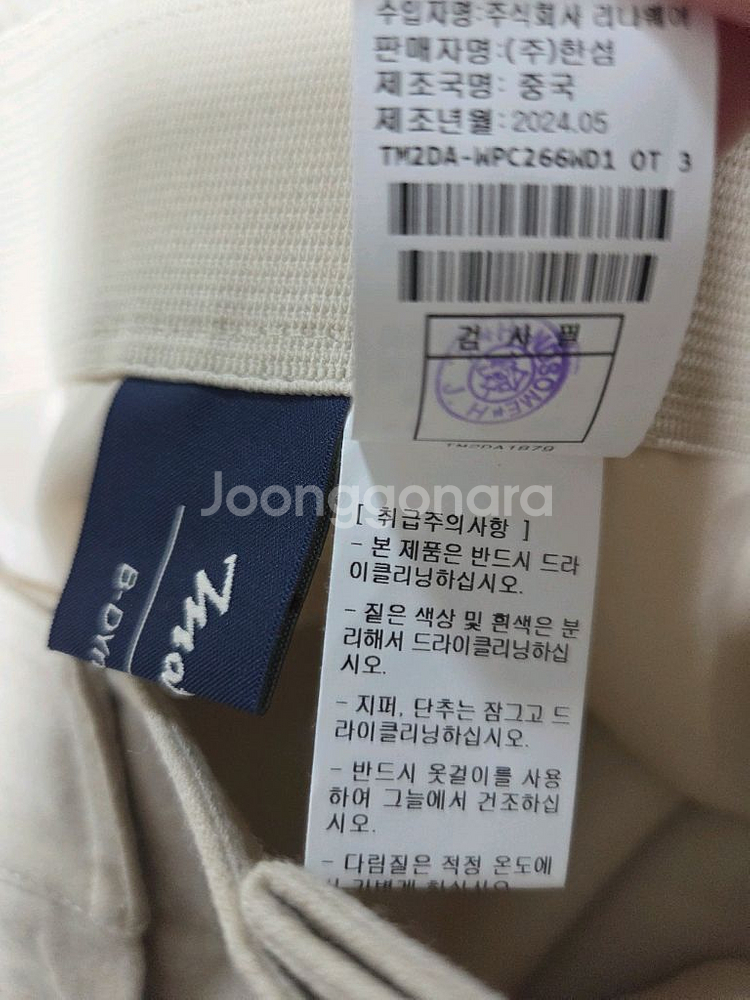 수입자명:주식회사 리나웨어
판매자명:(주)한섬
제조국명: 중국
제조년월:2024.05
TM2DA-WPC266WD1 OT 3
검 사 필
HANDSOME
TM2DA1879
Joonggonara
[ 취급주의사항 ]
- 본 제품은 반드시 드라
이클리닝하십시오.
- 짙은 색상 및 흰색은 분
리해서 드라이클리닝하십
시오.
- 지퍼, 단추는 잠그고 드
라이클리닝하십시오.
- 반드시 옷걸이를 사용
하여 그늘에서 건조하십
시오.
- 다림질은 적정 온도에
하십시오